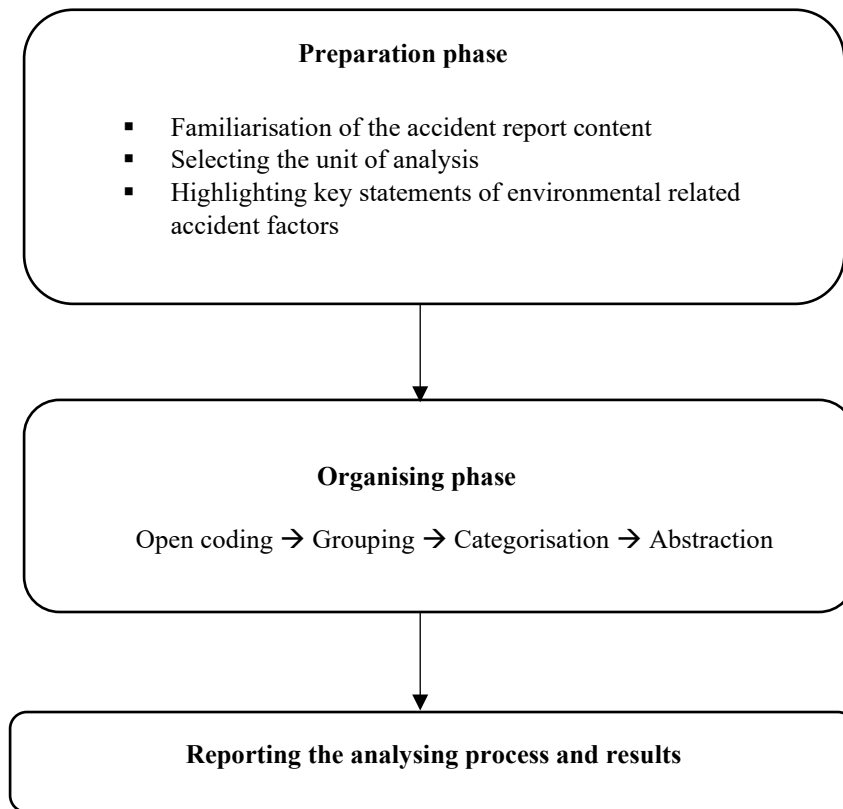 Preparation phase
▪ Familiarisation of the accident report content
▪ Selecting the unit of analysis
▪ Highlighting key statements of environmental related
accident factors
Organising phase
Open coding → Grouping → Categorisation → Abstraction
Reporting the analysing process and results